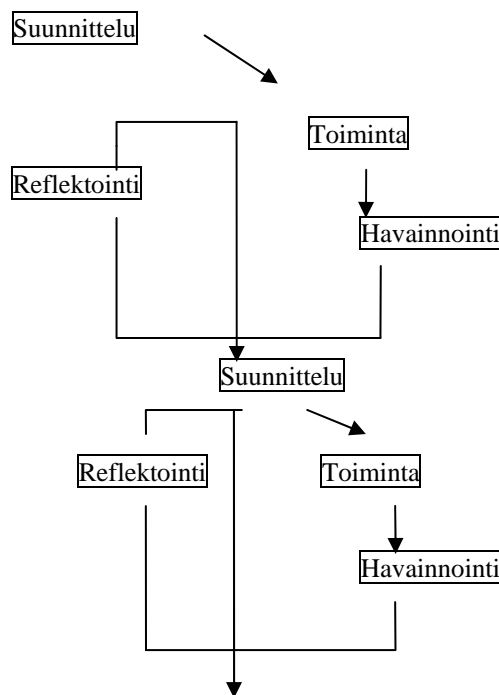 Suunnittelu
Toiminta
Reflektointi
Havainnointi
Suunnittelu
Reflektointi
Toiminta
Havainnointi